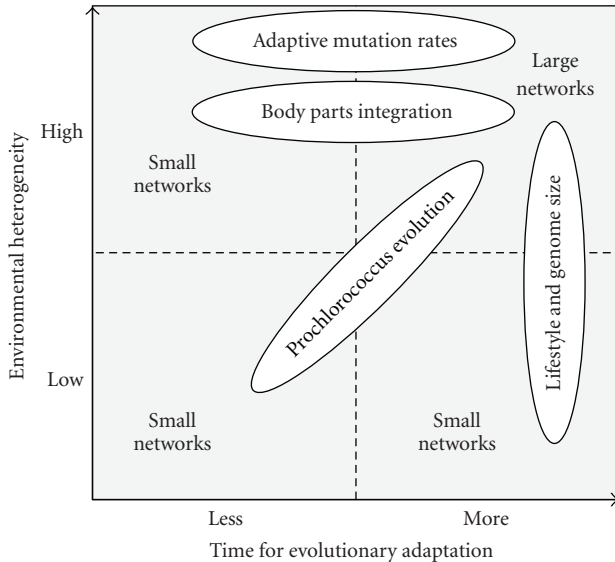 Adaptive mutation rates
Large
networks
Body parts integration
High
Small
networks
Environmental heterogeneity
Prochlorococcus evolution
Lifestyle and genome size
Low
Small
networks
Small
networks
Less
More
Time for evolutionary adaptation